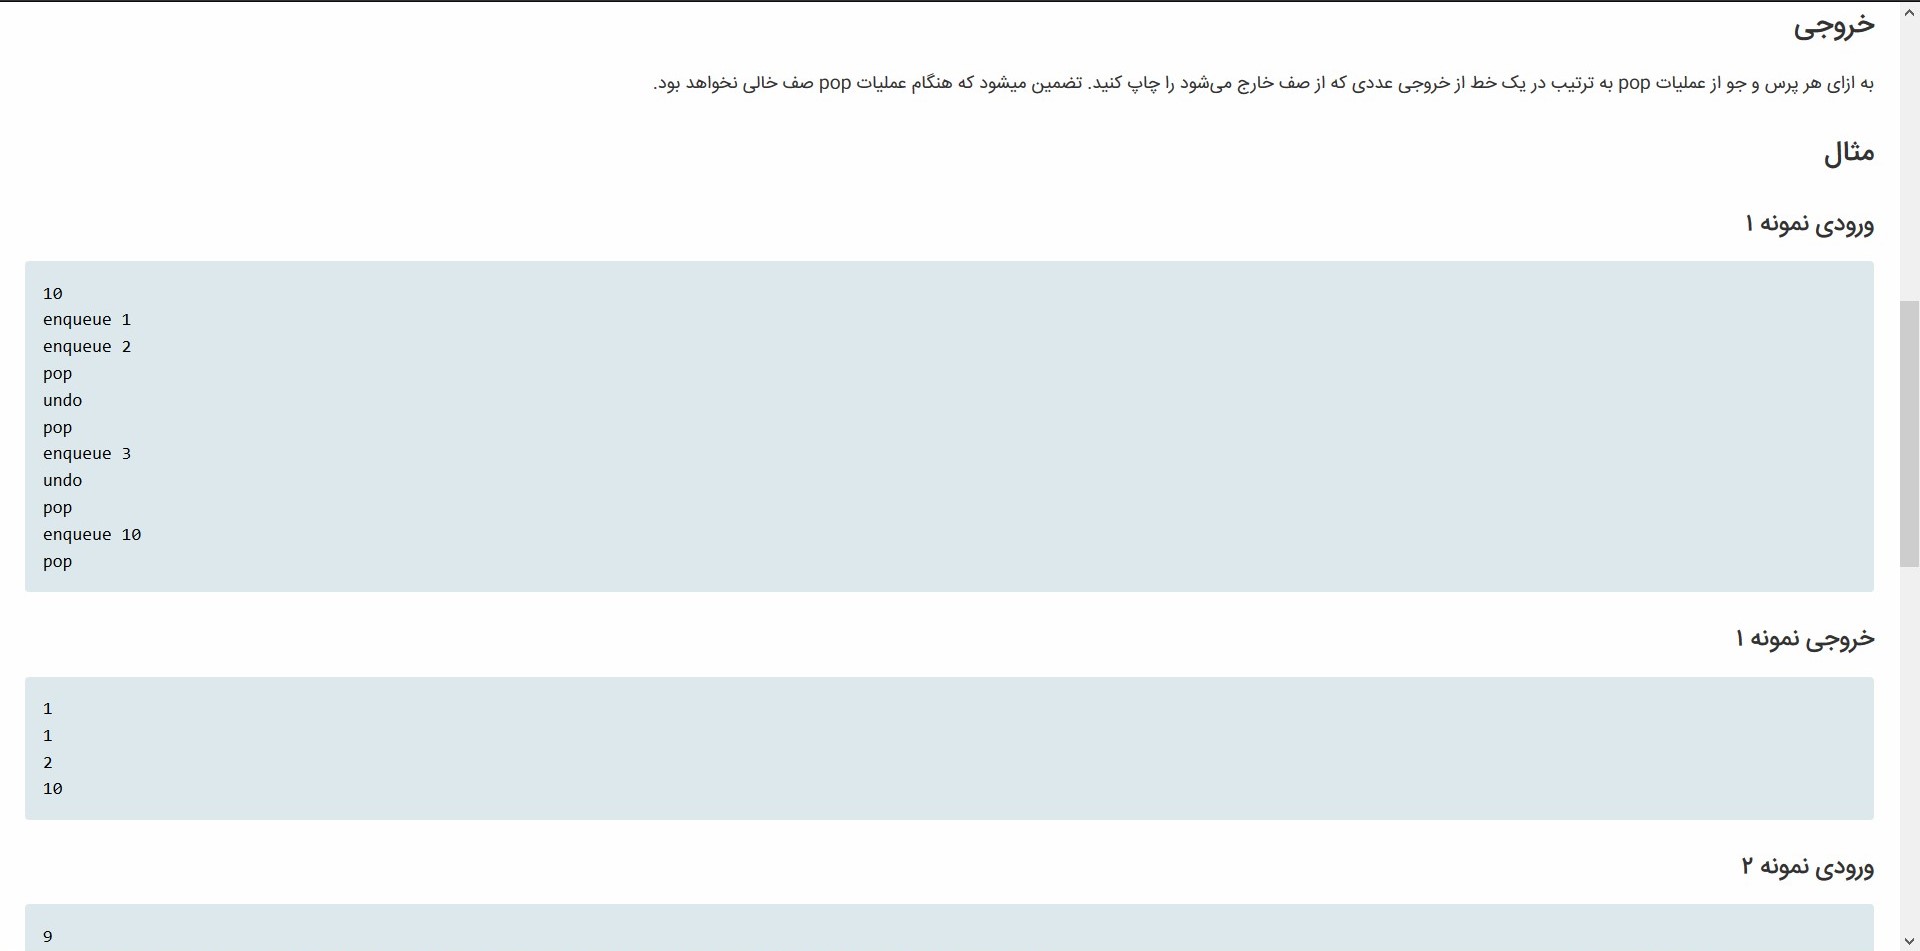 خروجی
به ازای هر پرس و جو از عملیات pop به ترتیب در یک خط از خروجی عددی که از صف خارج می‌شود را چاپ کنید. تضمین میشود که هنگام عملیات pop صف خالی نخواهد بود.
مثال
ورودی نمونه ۱
10
enqueue 1
enqueue 2
pop
undo
pop
enqueue 3
undo
pop
enqueue 10
pop
خروجی نمونه ۱
1
1
2
10
ورودی نمونه ۲
9